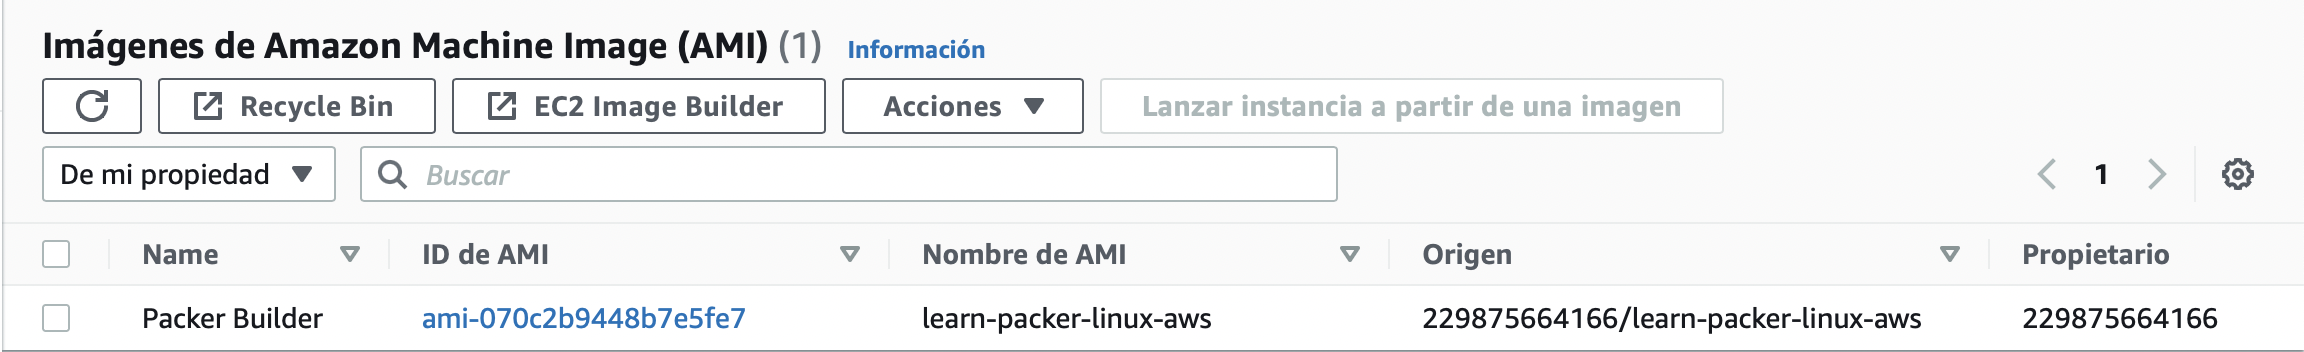 Imágenes de Amazon Machine Image (AMI) (1) Información
Recycle Bin EC2 Image Builder Acciones Lanzar instancia a partir de una imagen
De mi propiedad Buscar 1
Name ID de AMI Nombre de AMI Origen Propietario
Packer Builder ami-070c2b9448b7e5fe7 learn-packer-linux-aws 229875664166/learn-packer-linux-aws 229875664166